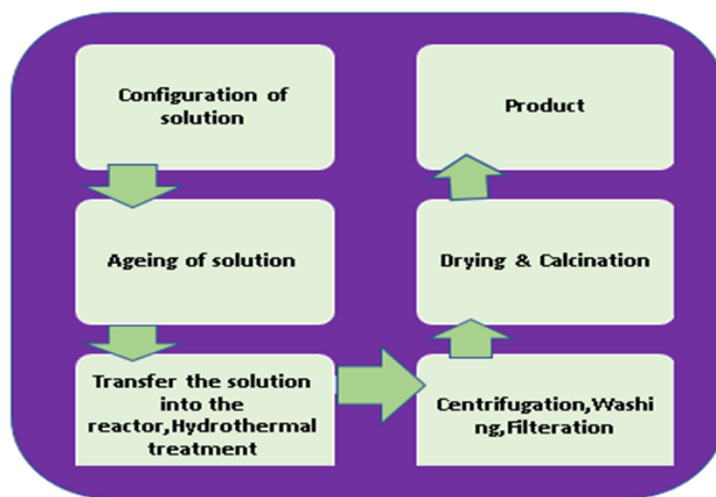 Configuration of
solution
Ageing of solution
Transfer the solution
into the
reactor,Hydrothermal
treatment
Centrifugation,Washi
ng,Filteration
Drying & Calcination
Product